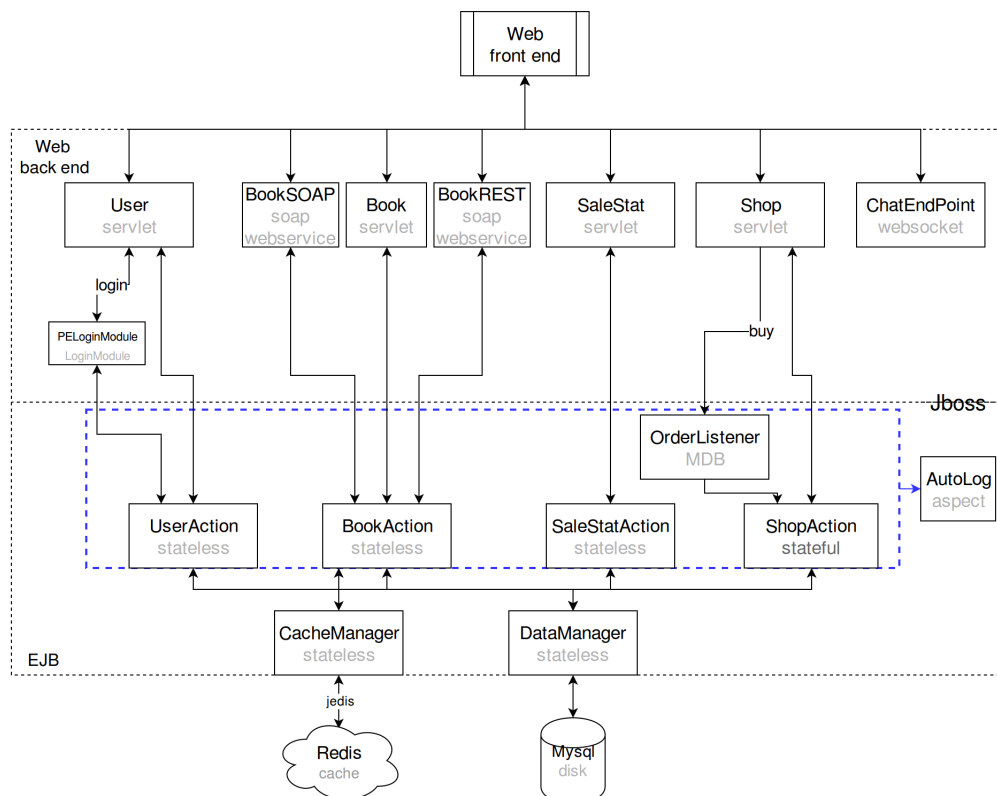 Web
front end
Web
back end
User
servlet
BookSOAP
soap
webservice
Book
servlet
BookREST
soap
webservice
SaleStat
servlet
Shop
servlet
ChatEndPoint
websocket
login
PELoginModule
LoginModule
buy
Jboss
OrderListener
MDB
AutoLog
aspect
UserAction
stateless
BookAction
stateless
SaleStatAction
stateless
ShopAction
stateful
CacheManager
stateless
DataManager
stateless
EJB
jedis
Redis
cache
Mysql
disk